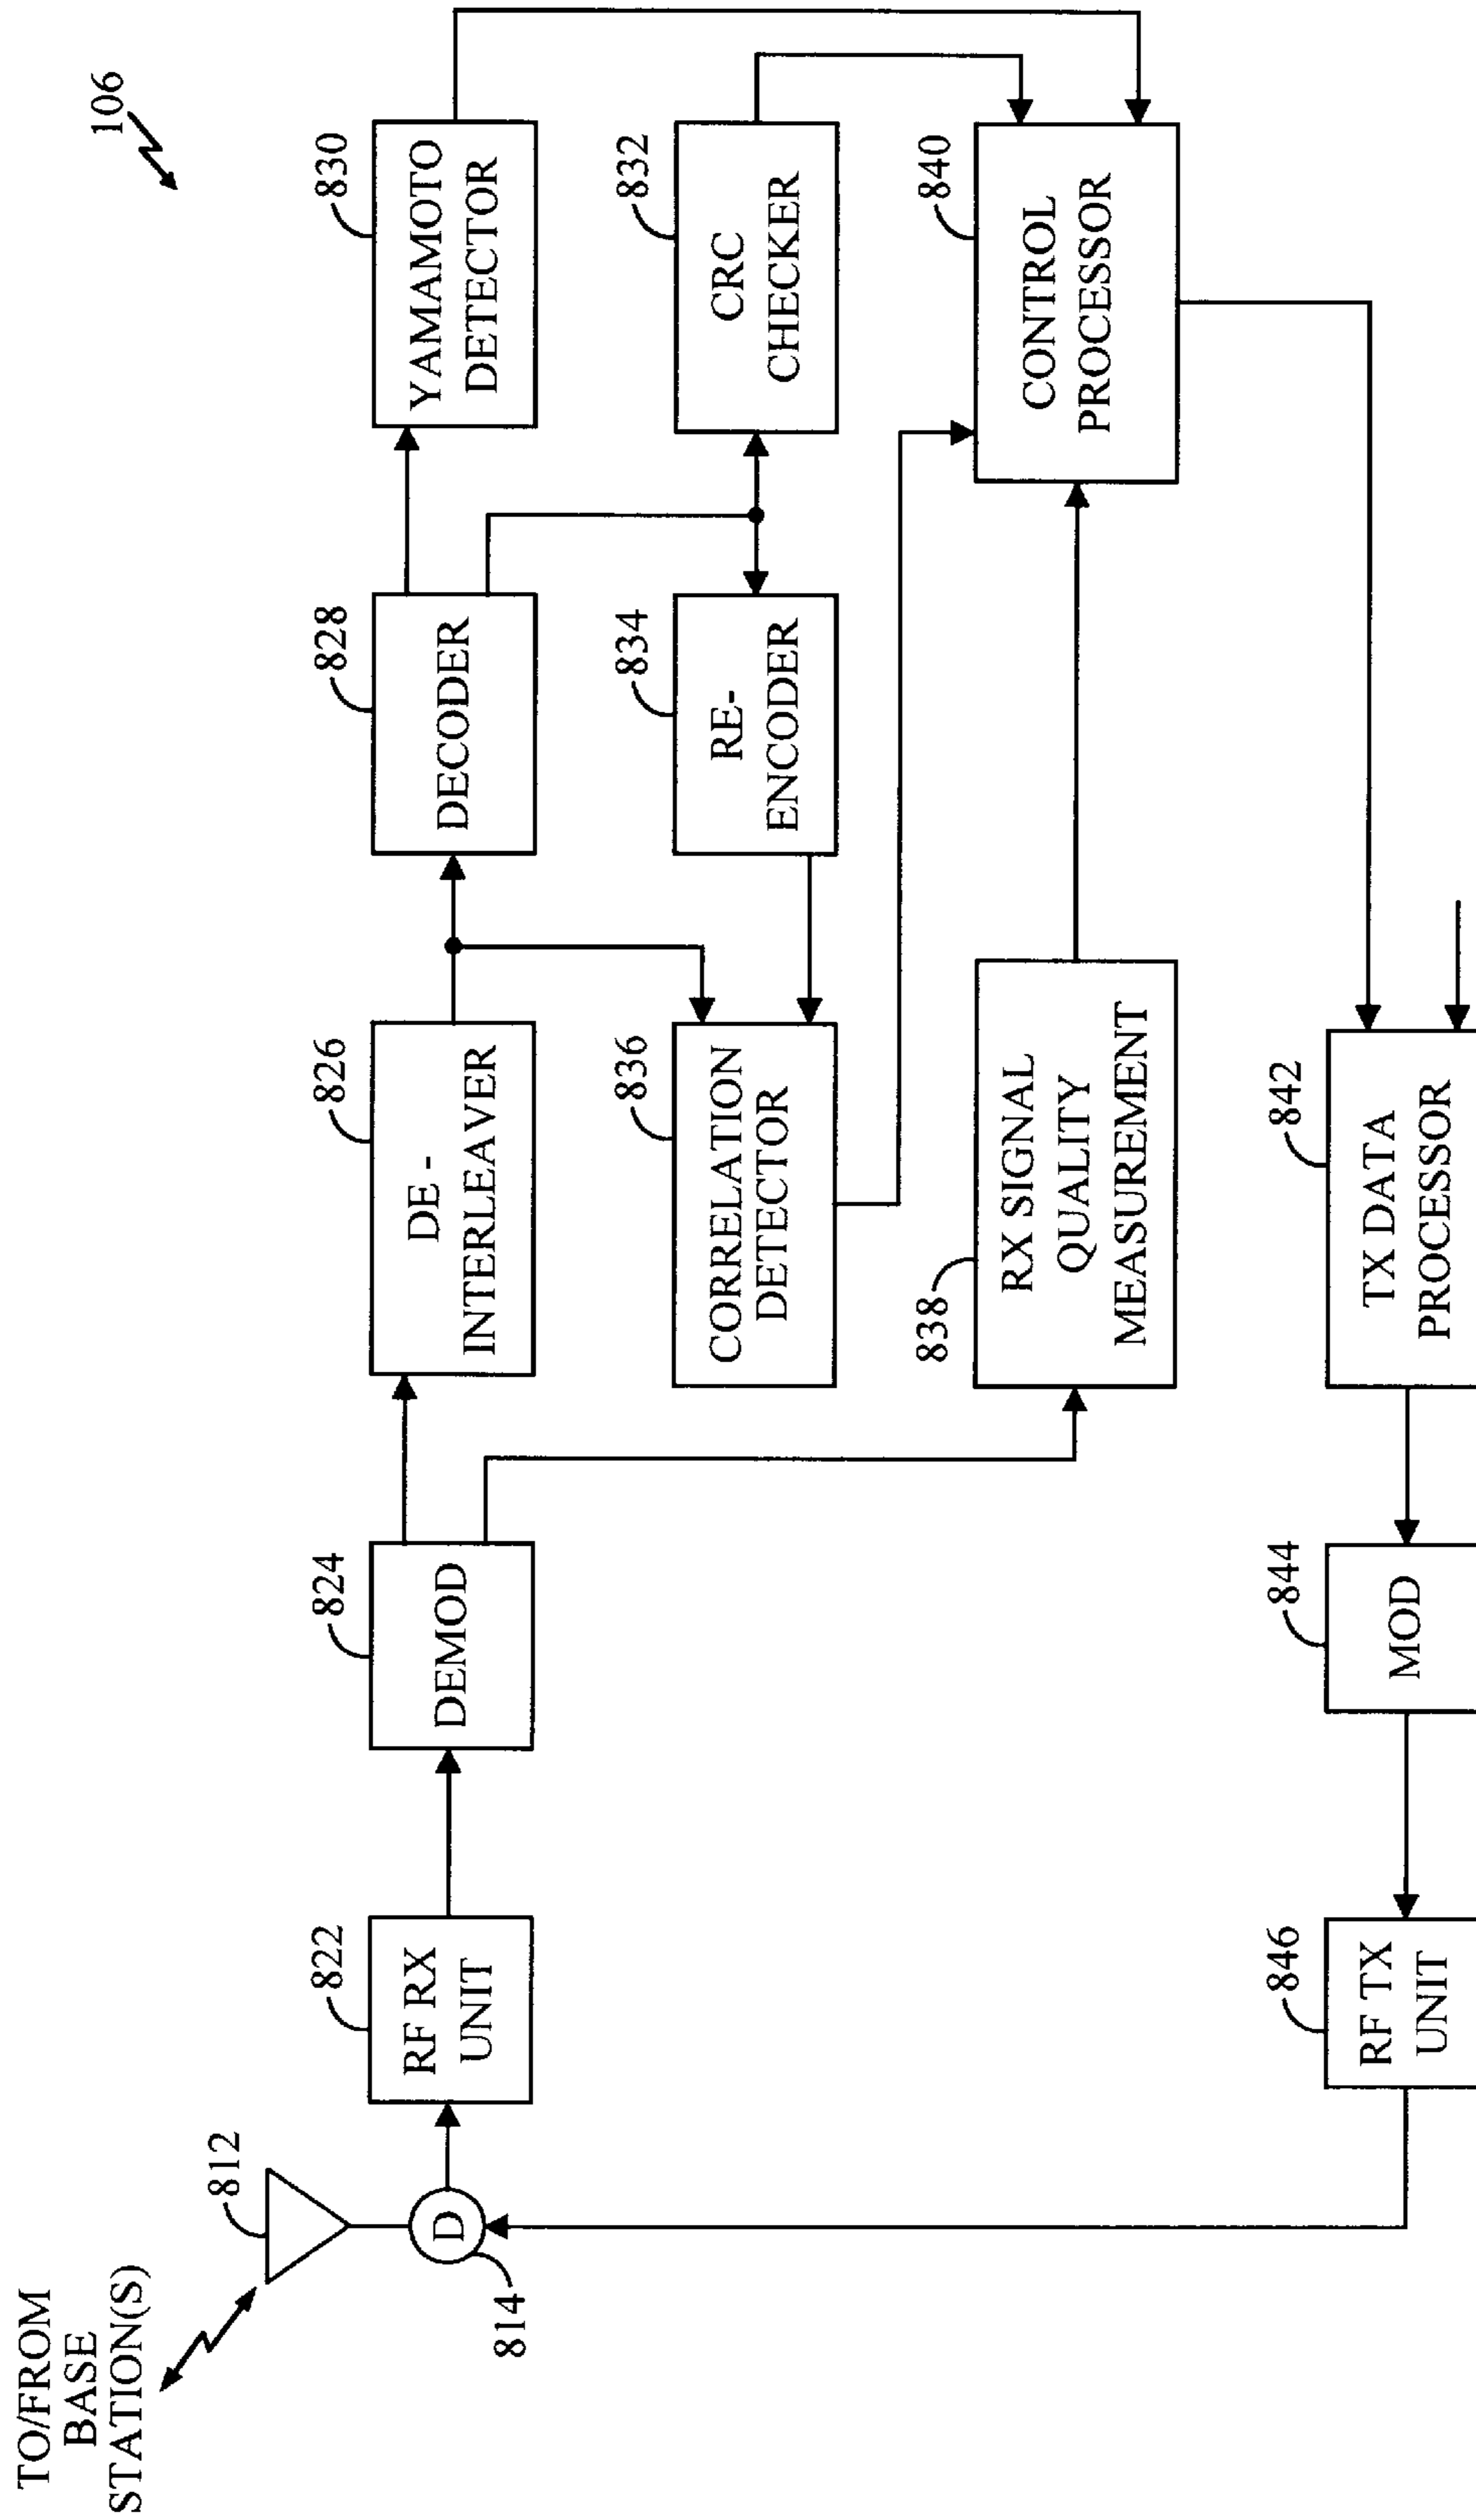 106
TO/FROM
BASE
STATION(S)
812
814
D
822
RF RX
UNIT
824
DEMOD
826
DE -
INTERLEAVER
828
DECODER
830
YAMAMOTO
DETECTOR
836
CORRELATION
DETECTOR
834
RE-
ENCODER
832
CRC
CHECKER
838
RX SIGNAL
QUALITY
MEASUREMENT
840
CONTROL
PROCESSOR
846
RF TX
UNIT
844
MOD
842
TX DATA
PROCESSOR